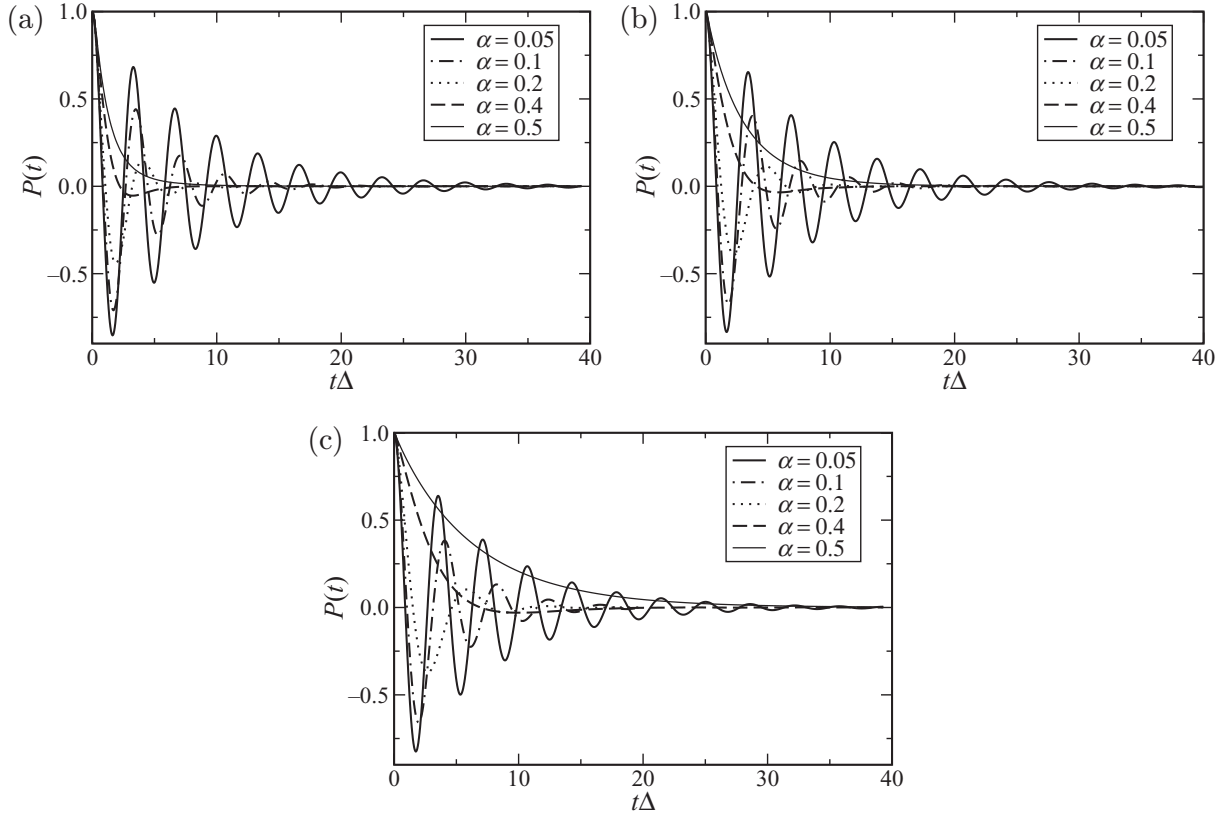 (a)
1.0
0.5
0.0
–0.5
P(t)
0 10 20 30 40
tΔ
α = 0.05
α = 0.1
α = 0.2
α = 0.4
α = 0.5
(b)
1.0
0.5
0.0
–0.5
P(t)
0 10 20 30 40
tΔ
α = 0.05
α = 0.1
α = 0.2
α = 0.4
α = 0.5
(c)
1.0
0.5
0.0
–0.5
P(t)
0 10 20 30 40
tΔ
α = 0.05
α = 0.1
α = 0.2
α = 0.4
α = 0.5